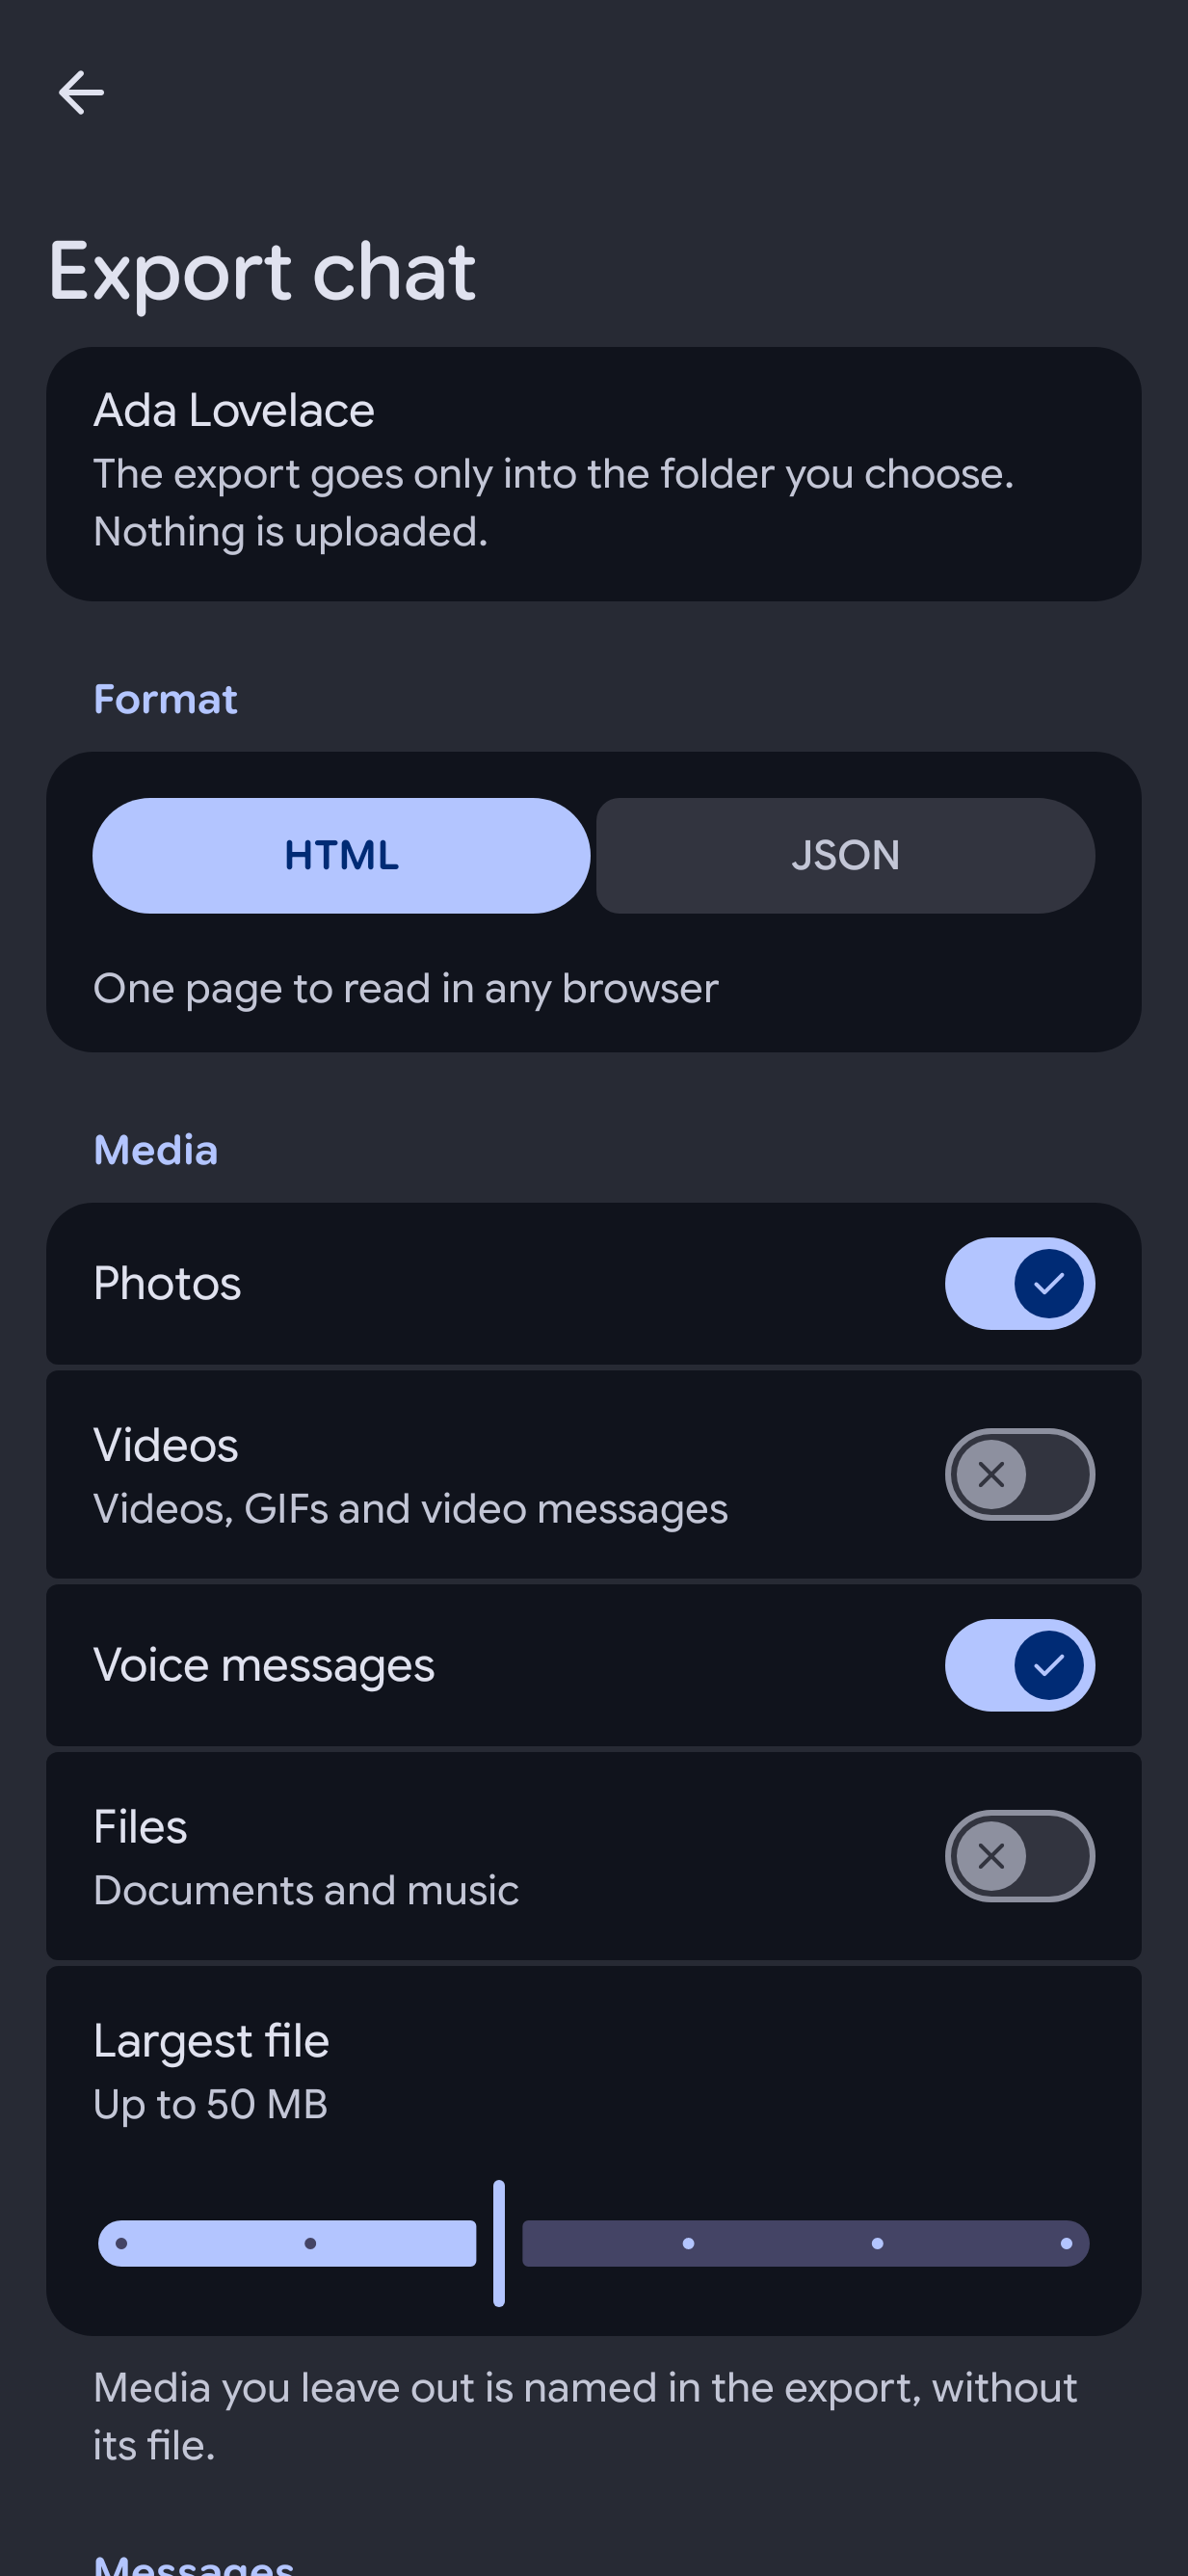 Export chat
Ada Lovelace
The export goes only into the folder you choose.
Nothing is uploaded.
Format
HTML
JSON
One page to read in any browser
Media
Photos
Videos
Videos, GIFs and video messages
Voice messages
Files
Documents and music
Largest file
Up to 50 MB
Media you leave out is named in the export, without
its file.
Messages